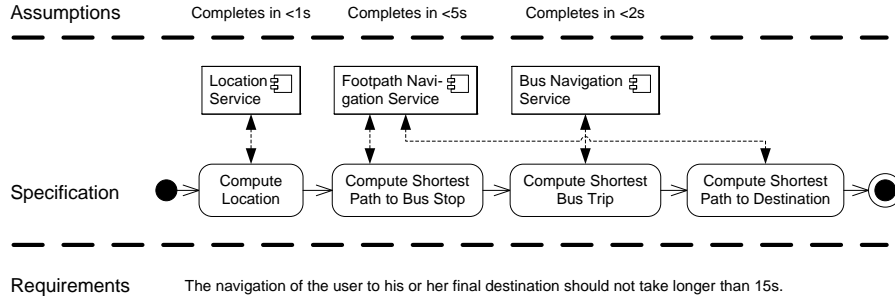 Assumptions Completes in <1s Completes in <5s Completes in <2s
Location
Service
Footpath Navi-
gation Service
Bus Navigation
Service
Specification
Compute
Location
Compute Shortest
Path to Bus Stop
Compute Shortest
Bus Trip
Compute Shortest
Path to Destination
Requirements The navigation of the user to his or her final destination should not take longer than 15s.